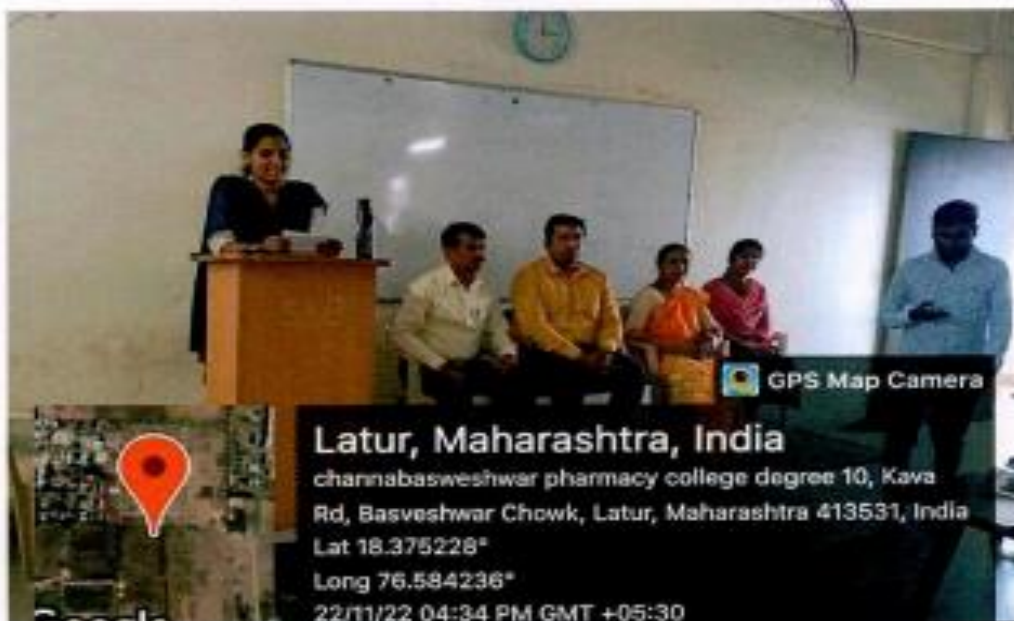 GPS Map Camera
Latur, Maharashtra, India
channabasweshwar pharmacy college degree 10, Kava
Rd, Basveshwar Chowk, Latur, Maharashtra 413531, India
Lat 18.375228°
Long 76.584236°
22/11/22 04:34 PM GMT +05:30
Google